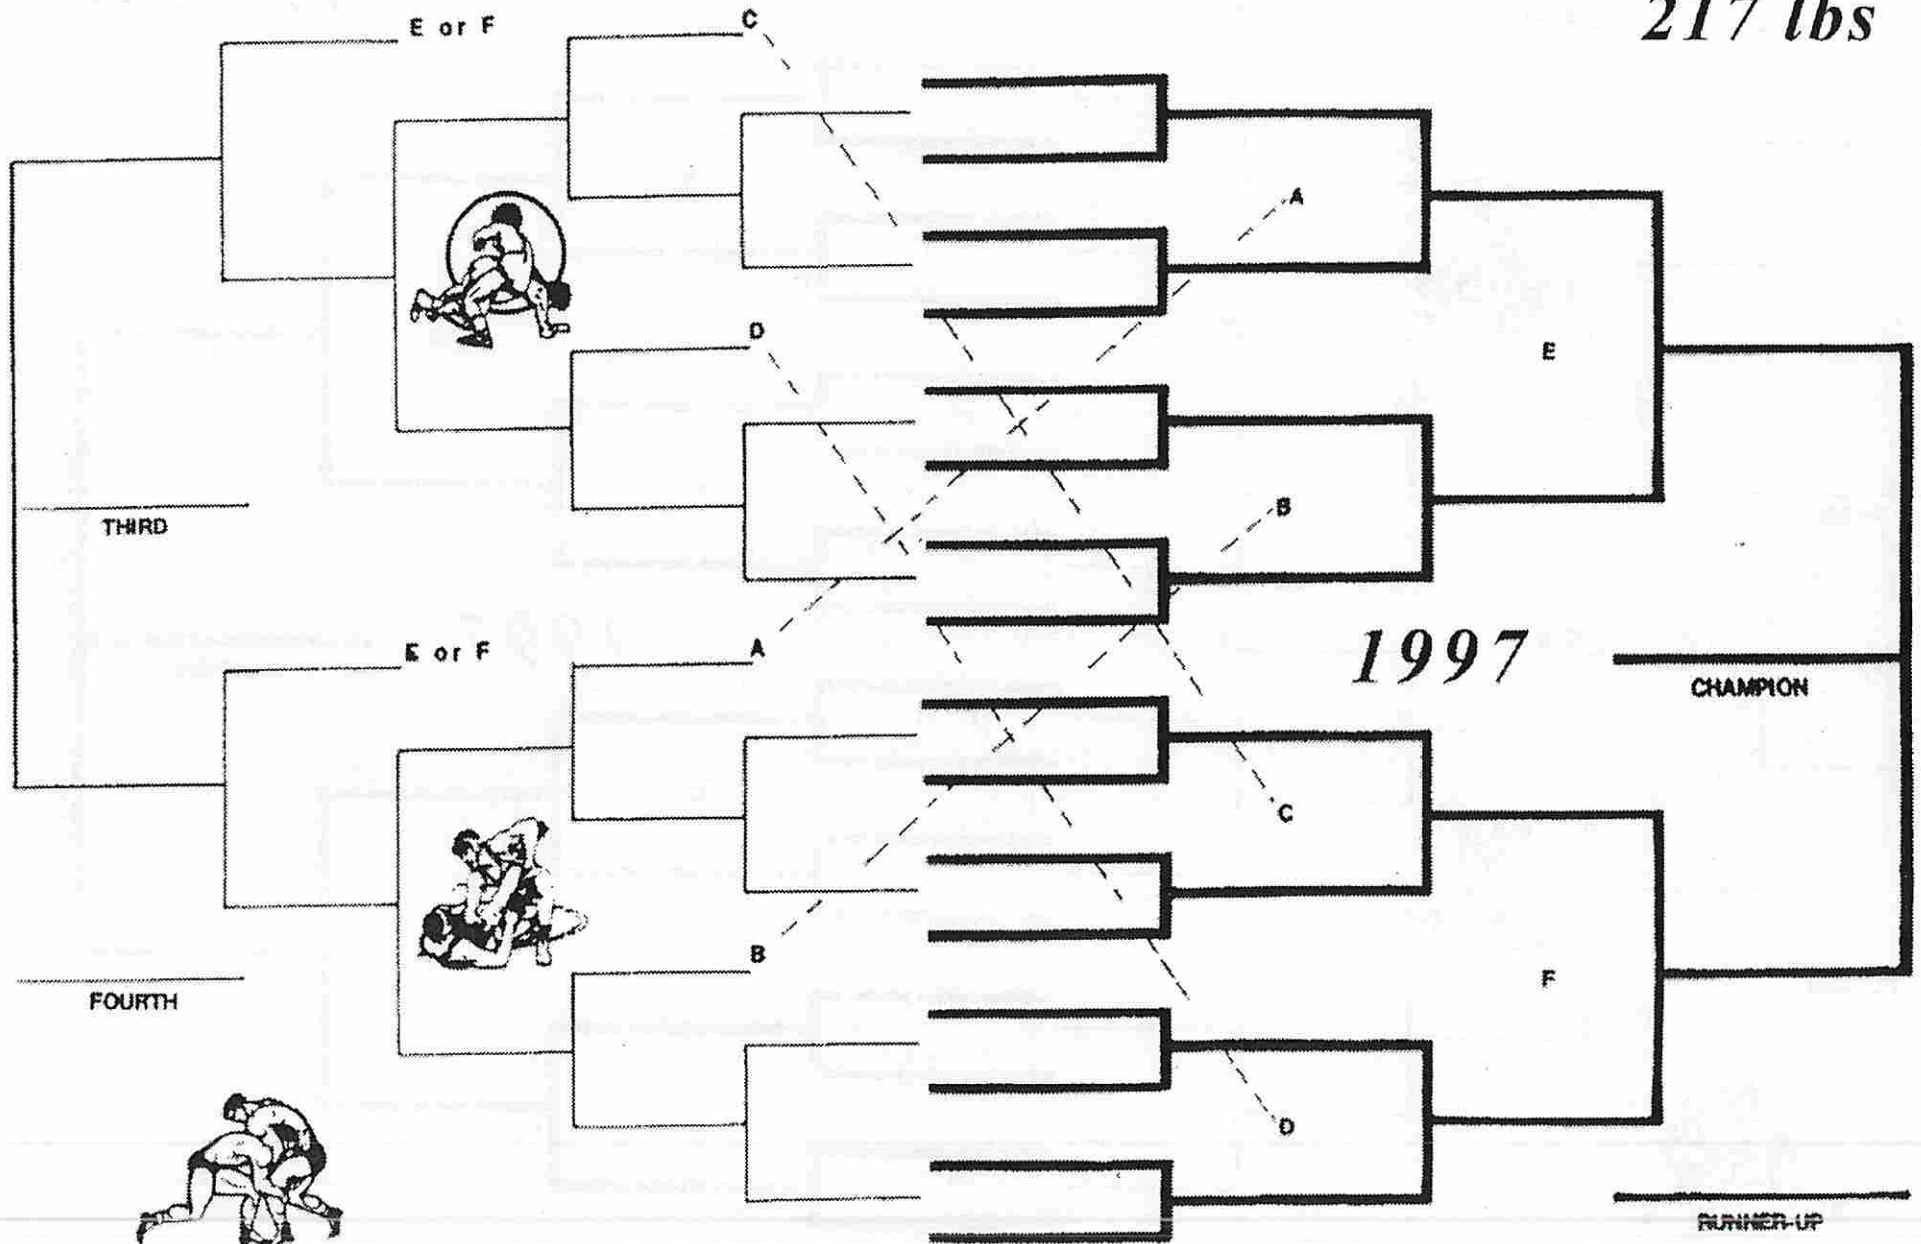 217 lbs
E or F
C
A
D
E
B
THIRD
1997
E or F
A
CHAMPION
C
B
F
FOURTH
D
RUNNER-UP